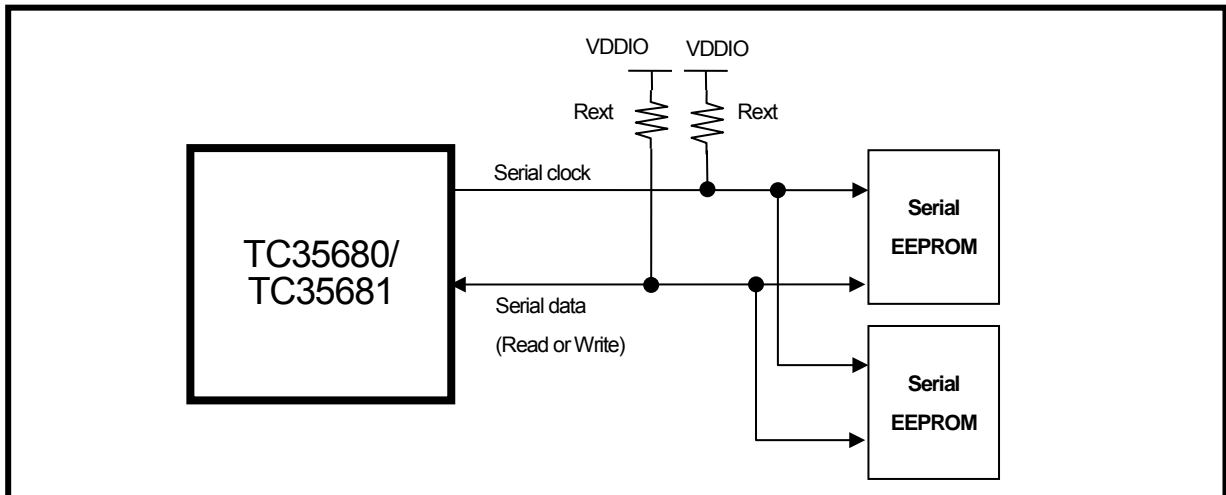 VDDIO VDDIO
Rext Rext
Serial clock
Serial
EEPROM
TC35680/
TC35681
Serial data
(Read or Write)
Serial
EEPROM